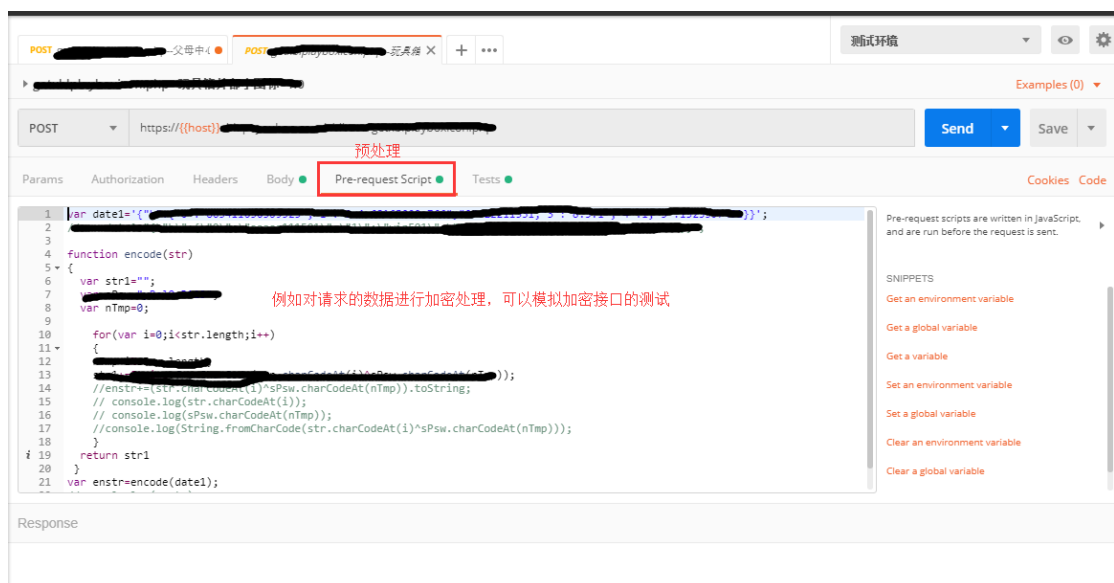 POST
--父母中心
POST
-玩具箱
测试环境
Examples (0)
POST
https://{{host}}
Send
Save
预处理
Params Authorization Headers Body Pre-request Script Tests
Cookies Code
1 var date1='{" }}';
2
3
4 function encode(str)
5 {
6 var str1="";
7
8 var nTmp=0;
例如对请求的数据进行加密处理，可以模拟加密接口的测试
9
10 for(var i=0;i<str.length;i++)
11 {
12
13 ));
14 //enstr+=(str.charCodeAt(i)^sPsw.charCodeAt(nTmp)).toString;
15 // console.log(str.charCodeAt(i));
16 // console.log(sPsw.charCodeAt(nTmp));
17 //console.log(String.fromCharCode(str.charCodeAt(i)^sPsw.charCodeAt(nTmp)));
18 }
i 19 return str1
20 }
21 var enstr=encode(date1);
Pre-request scripts are written in JavaScript,
and are run before the request is sent.
SNIPPETS
Get an environment variable
Get a global variable
Get a variable
Set an environment variable
Set a global variable
Clear an environment variable
Clear a global variable
Response